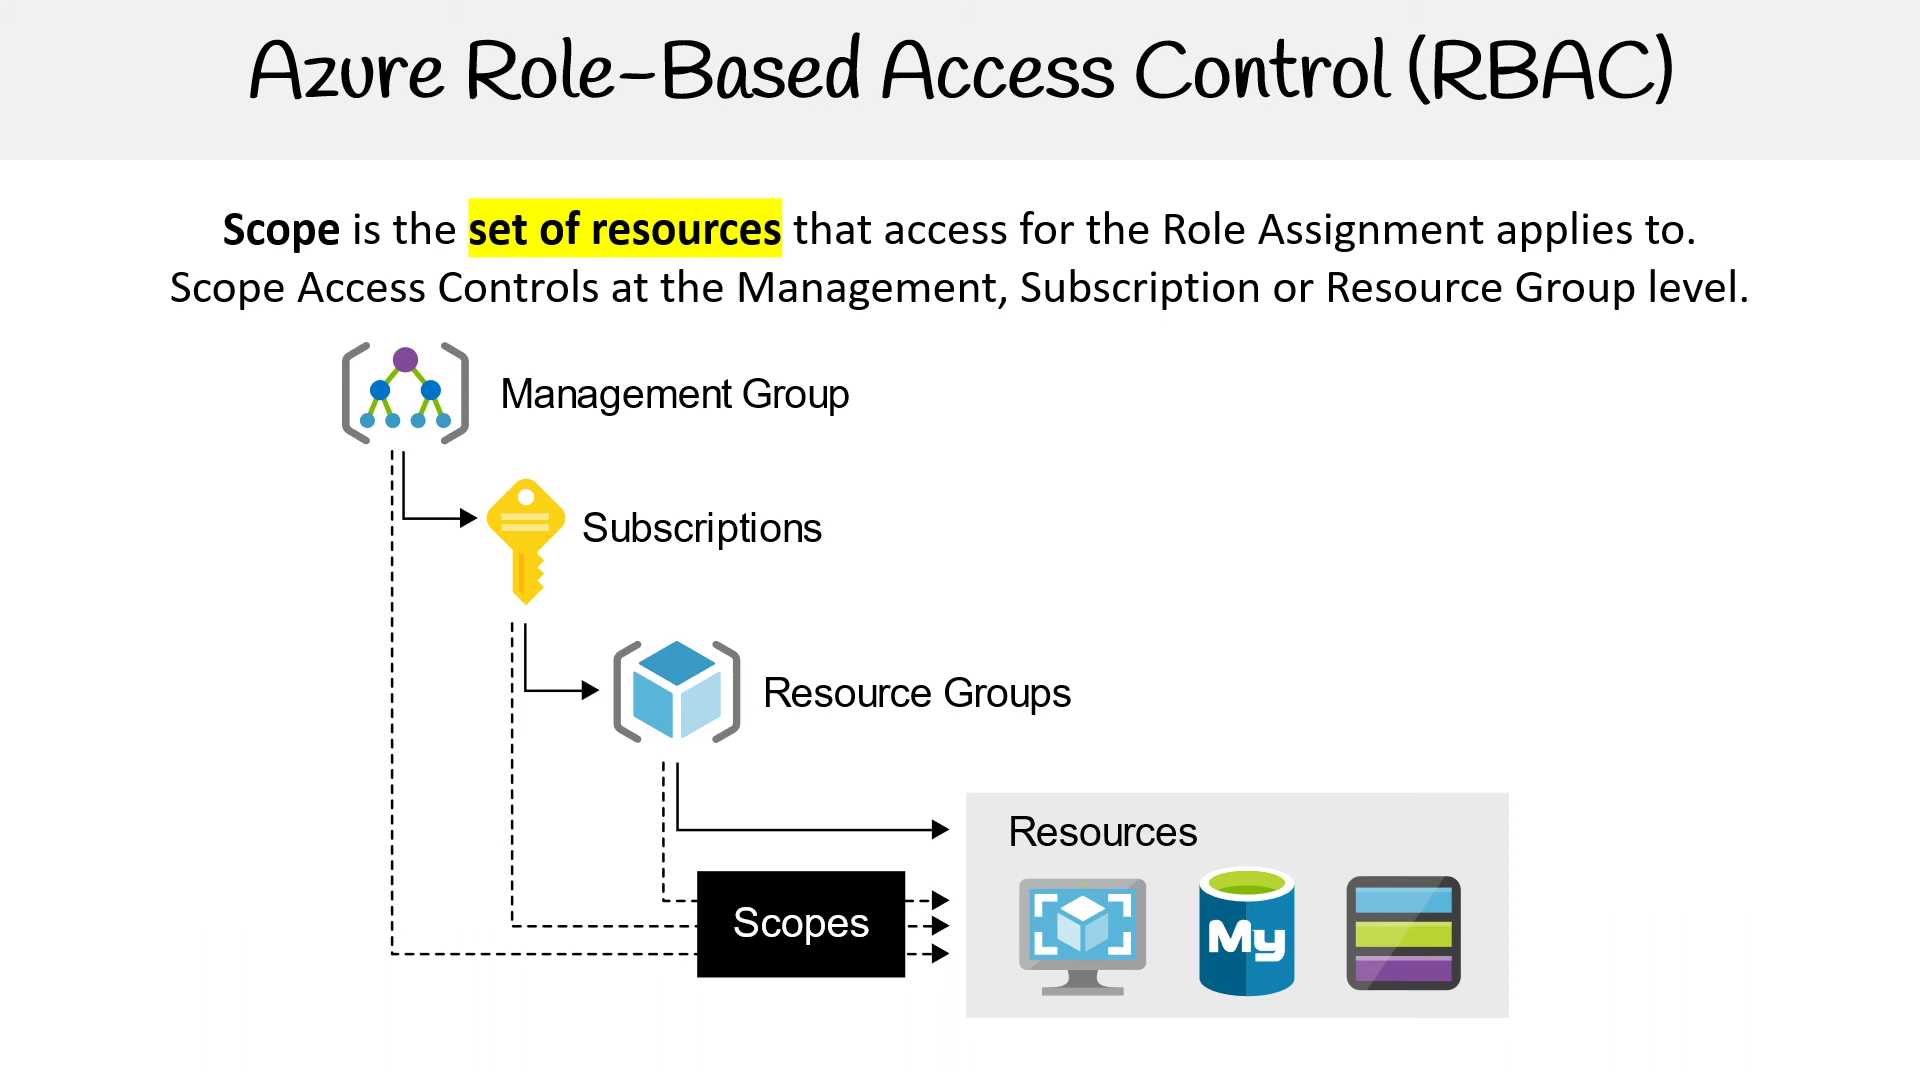 Azure Role-Based Access Control (RBAC)
Scope is the set of resources that access for the Role Assignment applies to.
Scope Access Controls at the Management, Subscription or Resource Group level.
Management Group
Subscriptions
Resource Groups
Resources
Scopes
My